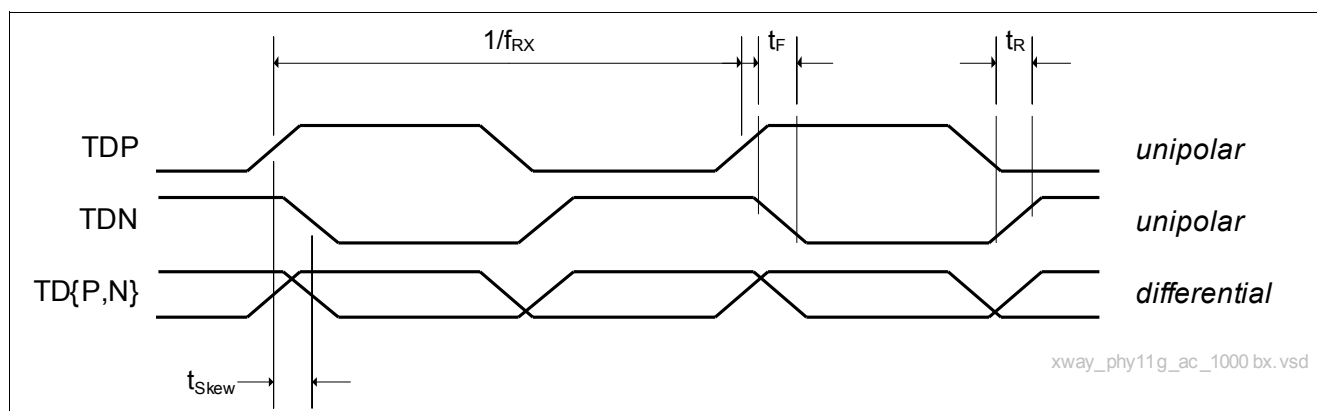 1/fRX tF tR
TDP unipolar
TDN unipolar
TD{P,N} differential
xway_phy11g_ac_1000 bx.vsd
tSkew